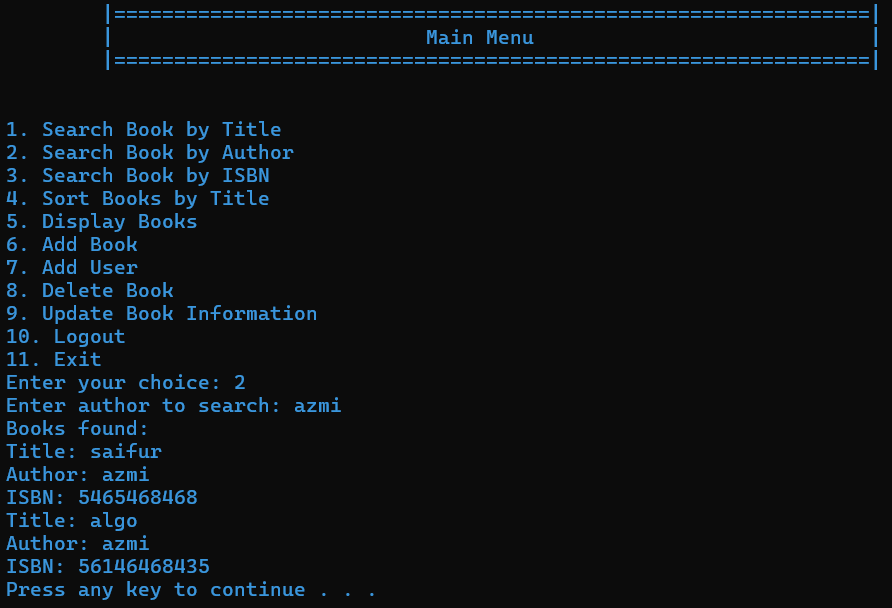 |===============================================================|
| Main Menu |
|===============================================================|
1. Search Book by Title
2. Search Book by Author
3. Search Book by ISBN
4. Sort Books by Title
5. Display Books
6. Add Book
7. Add User
8. Delete Book
9. Update Book Information
10. Logout
11. Exit
Enter your choice: 2
Enter author to search: azmi
Books found:
Title: saifur
Author: azmi
ISBN: 5465468468
Title: algo
Author: azmi
ISBN: 56146468435
Press any key to continue . . .